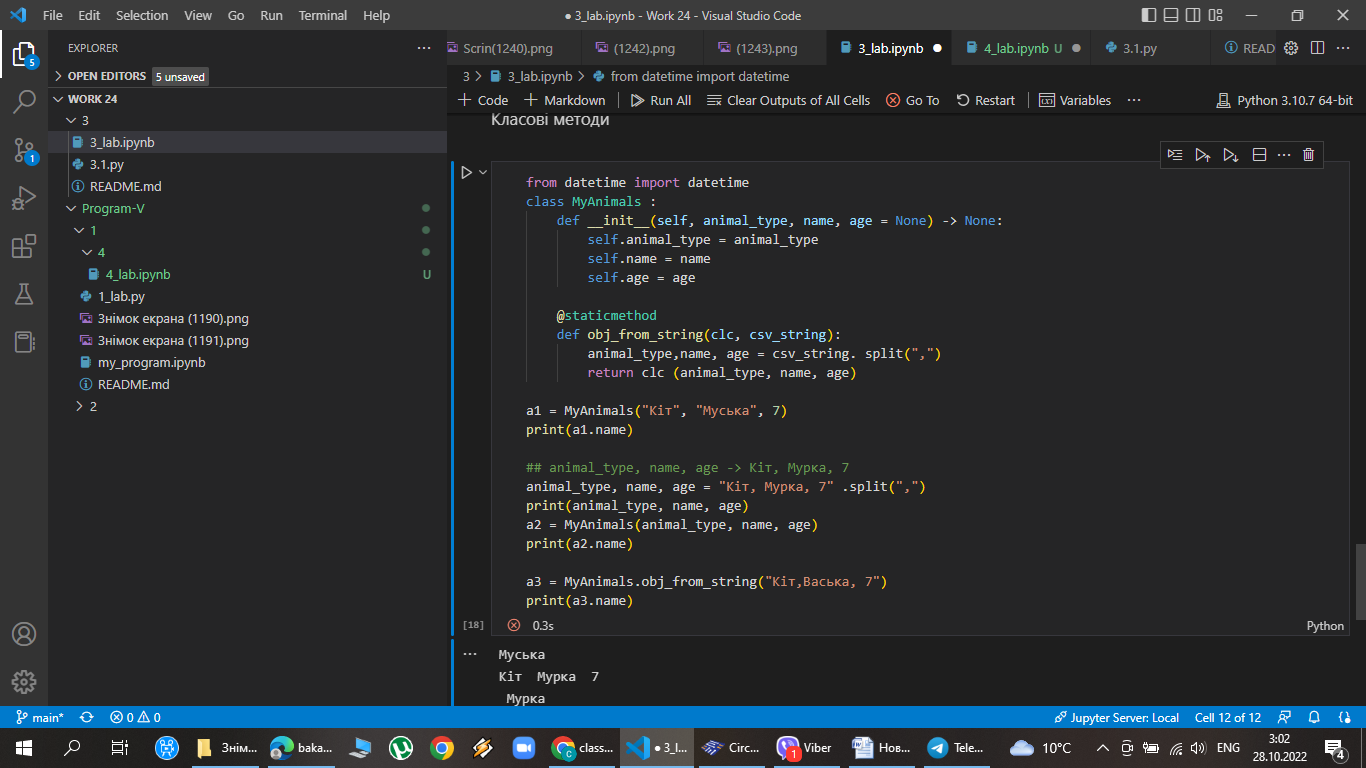 File Edit Selection View Go Run Terminal Help ● 3_lab.ipynb - Work 24 - Visual Studio Code
EXPLORER ···
Scrin(1240).png (1242).png (1243).png 3_lab.ipynb ● 4_lab.ipynb U ● 3.1.py READ ···
OPEN EDITORS 5 unsaved
3 > 3_lab.ipynb > from datetime import datetime
WORK 24
+ Code + Markdown Run All Clear Outputs of All Cells Go To Restart Variables ··· Python 3.10.7 64-bit
3
3_lab.ipynb
3.1.py
README.md
Program-V
1
4
4_lab.ipynb U
1_lab.py
Знімок екрана (1190).png
Знімок екрана (1191).png
my_program.ipynb
README.md
2
5
1
Класові методи
from datetime import datetime
class MyAnimals :
def __init__(self, animal_type, name, age = None) -> None:
self.animal_type = animal_type
self.name = name
self.age = age
@staticmethod
def obj_from_string(clc, csv_string):
animal_type,name, age = csv_string. split(",")
return clc (animal_type, name, age)
a1 = MyAnimals("Кіт", "Муська", 7)
print(a1.name)
## animal_type, name, age -> Кіт, Мурка, 7
animal_type, name, age = "Кіт, Мурка, 7" .split(",")
print(animal_type, name, age)
a2 = MyAnimals(animal_type, name, age)
print(a2.name)
a3 = MyAnimals.obj_from_string("Кіт,Васька, 7")
print(a3.name)
[18] 0.3s Python
··· Муська
Кіт  Мурка  7
Мурка
main* 0 0 Jupyter Server: Local Cell 12 of 12
Знім... baka... class... ● 3_l... Circ... 1 Viber Нов... Tele... 10°C ENG 3:02
28.10.2022 4